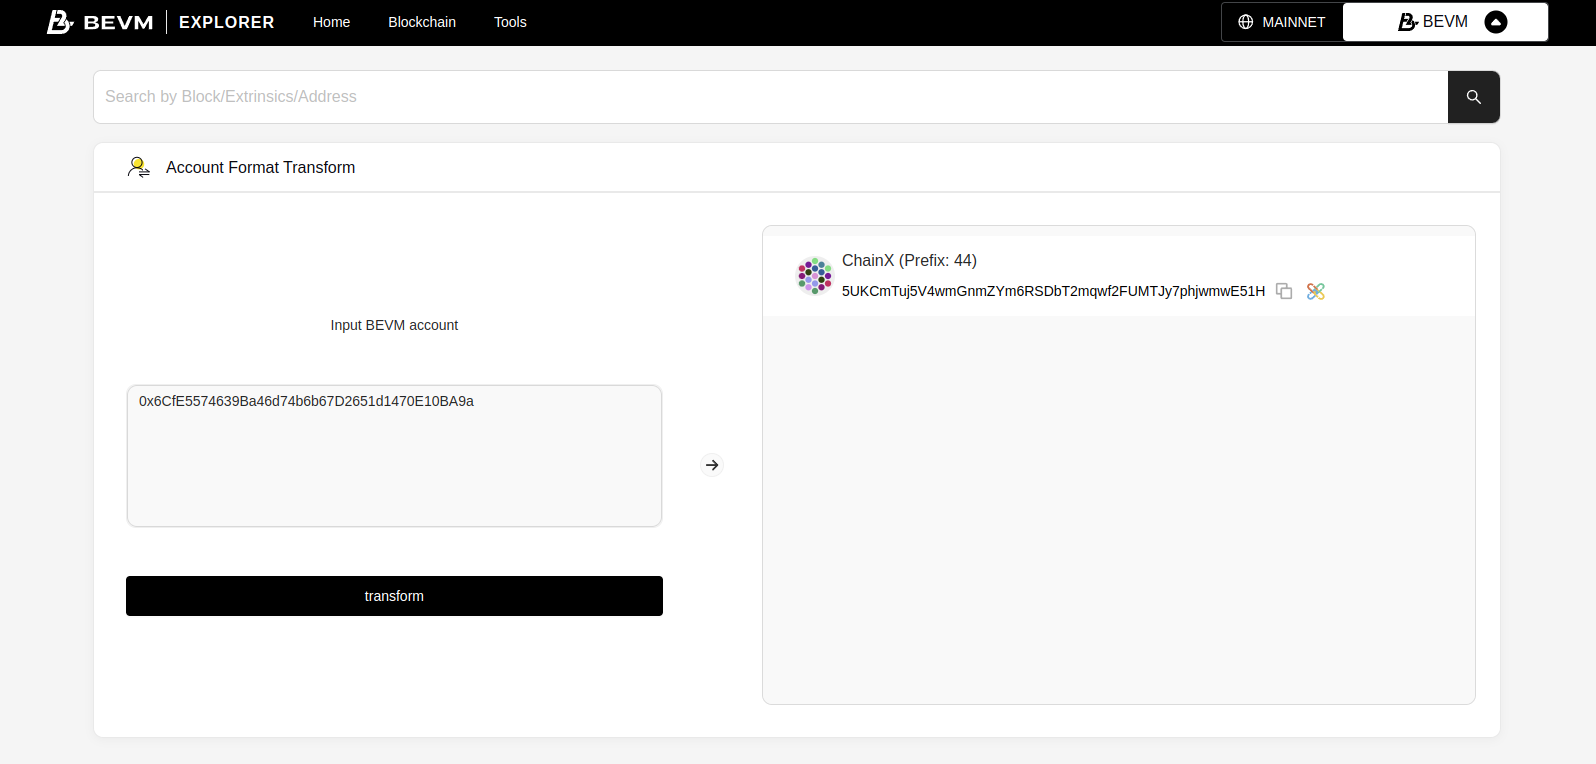 BEVM EXPLORER Home Blockchain Tools MAINNET BEVM
Search by Block/Extrinsics/Address
Account Format Transform
ChainX (Prefix: 44)
5UKCmTuj5V4wmGnmZYm6RSDbT2mqwf2FUMTJy7phjwmwE51H
Input BEVM account
0x6CfE5574639Ba46d74b6b67D2651d1470E10BA9a
transform